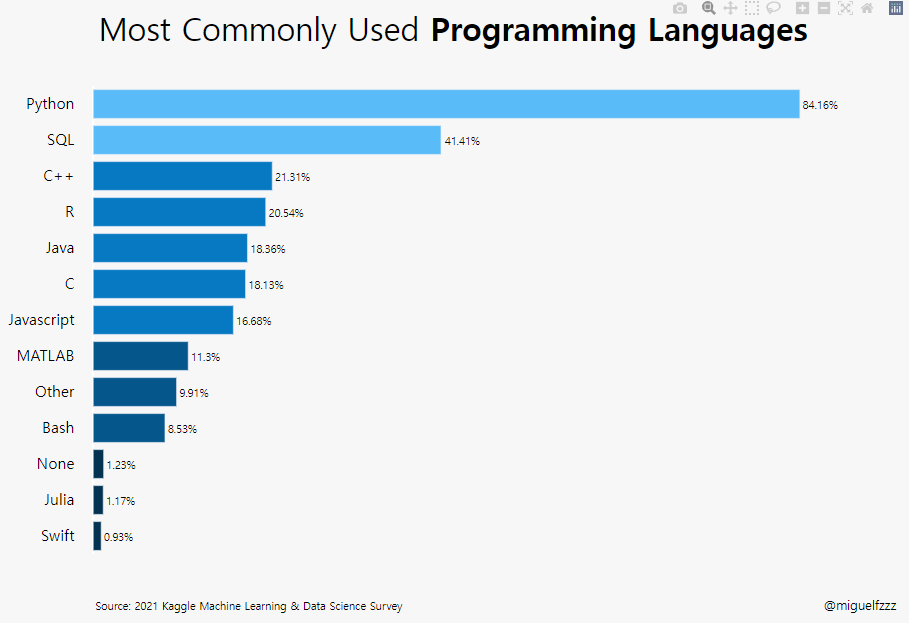 Most Commonly Used Programming Languages
Python 84.16%
SQL 41.41%
C++ 21.31%
R 20.54%
Java 18.36%
C 18.13%
Javascript 16.68%
MATLAB 11.3%
Other 9.91%
Bash 8.53%
None 1.23%
Julia 1.17%
Swift 0.93%
Source: 2021 Kaggle Machine Learning & Data Science Survey
@miguelfzzz